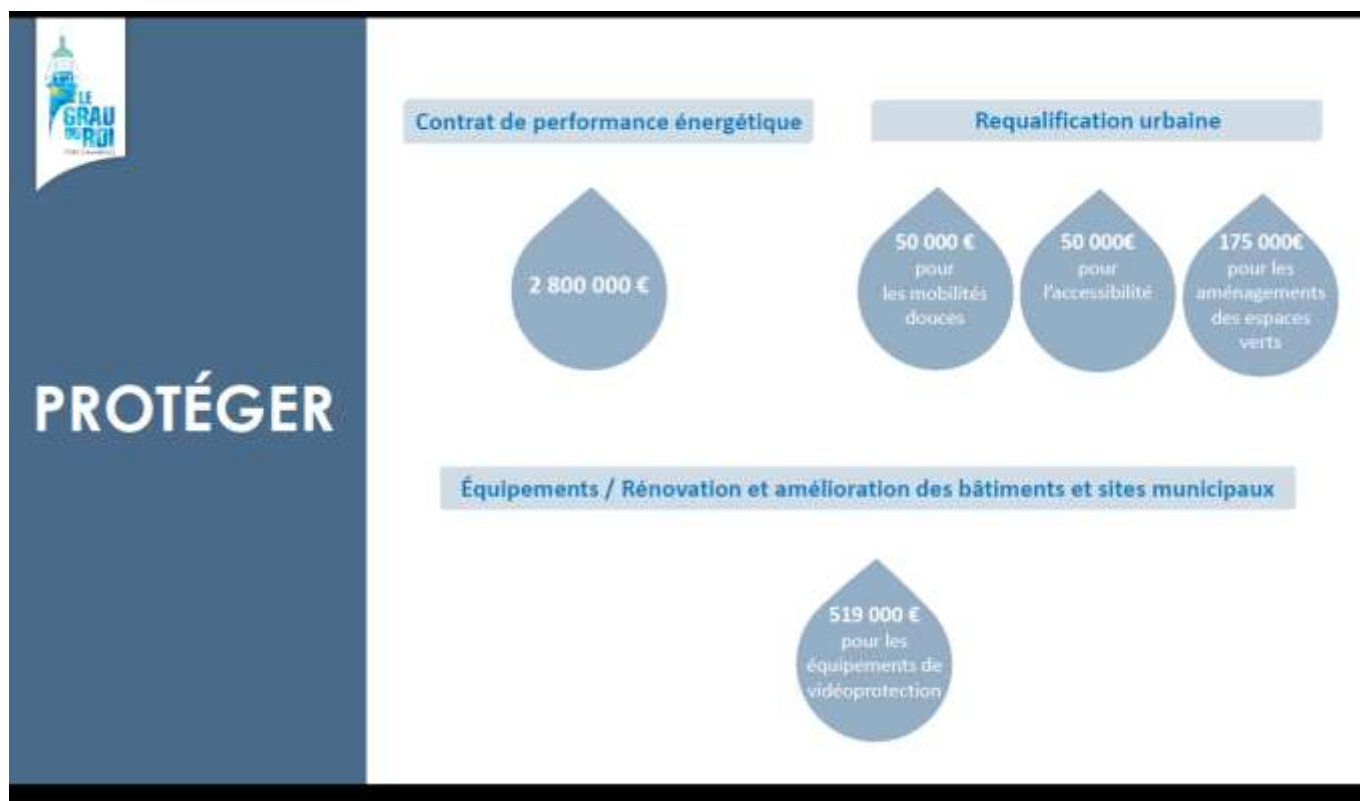 LE
GRAU
DU ROI
Contrat de performance énergétique
Requalification urbaine
2 800 000 €
50 000 €
pour
les mobilités
douces
50 000€
pour
l'accessibilité
175 000€
pour les
aménagements
des espaces
verts
PROTÉGER
Équipements / Rénovation et amélioration des bâtiments et sites municipaux
519 000 €
pour les
équipements de
vidéoprotection